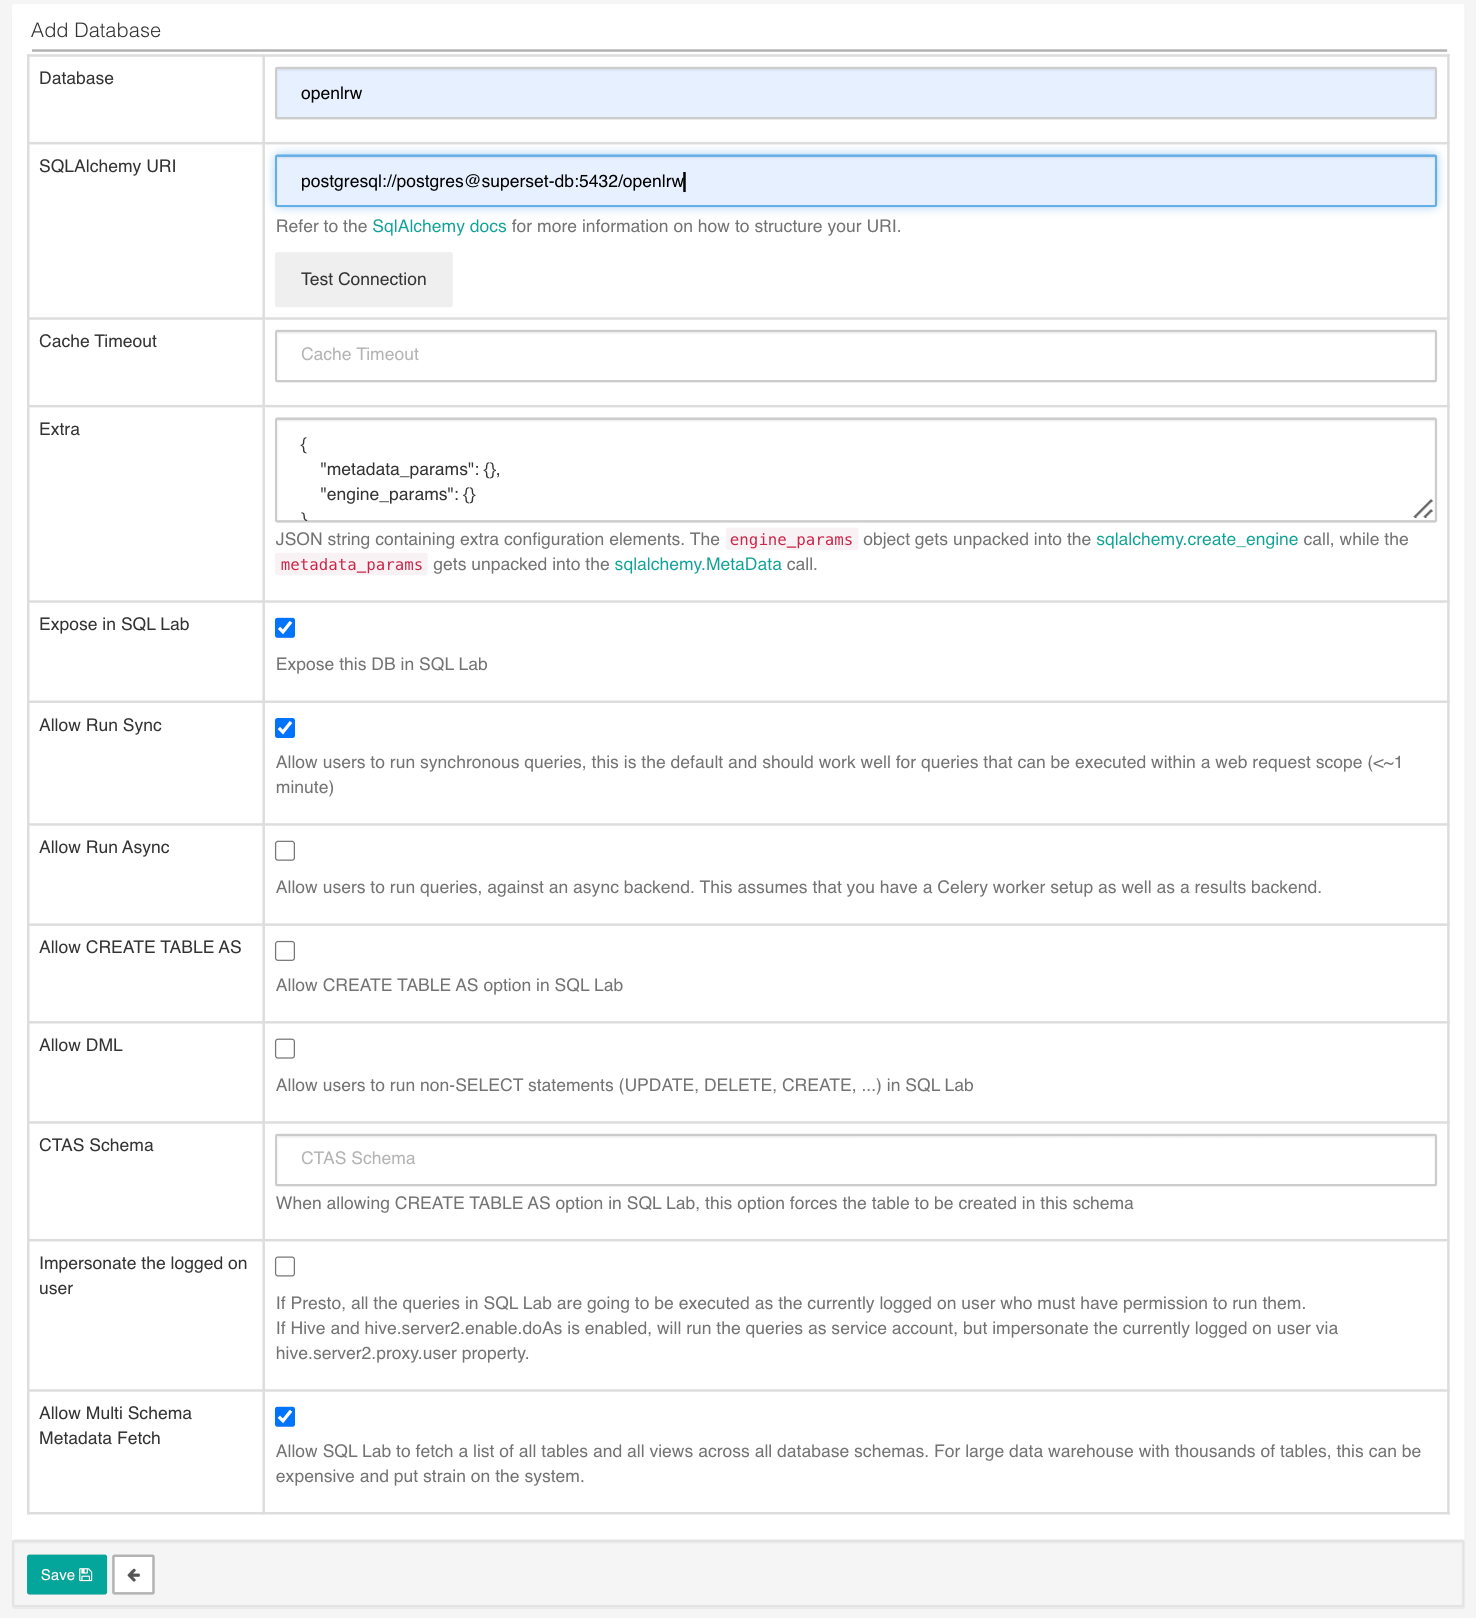 Add Database
Database
openlrw
SQLAlchemy URI
postgresql://postgres@superset-db:5432/openlrw
Refer to the SqlAlchemy docs for more information on how to structure your URI.
Test Connection
Cache Timeout
Cache Timeout
Extra
{
"metadata_params": {},
"engine_params": {}
}
JSON string containing extra configuration elements. The engine_params object gets unpacked into the sqlalchemy.create_engine call, while the
metadata_params gets unpacked into the sqlalchemy.MetaData call.
Expose in SQL Lab
Expose this DB in SQL Lab
Allow Run Sync
Allow users to run synchronous queries, this is the default and should work well for queries that can be executed within a web request scope (<~1
minute)
Allow Run Async
Allow users to run queries, against an async backend. This assumes that you have a Celery worker setup as well as a results backend.
Allow CREATE TABLE AS
Allow CREATE TABLE AS option in SQL Lab
Allow DML
Allow users to run non-SELECT statements (UPDATE, DELETE, CREATE, ...) in SQL Lab
CTAS Schema
CTAS Schema
When allowing CREATE TABLE AS option in SQL Lab, this option forces the table to be created in this schema
Impersonate the logged on
user
If Presto, all the queries in SQL Lab are going to be executed as the currently logged on user who must have permission to run them.
If Hive and hive.server2.enable.doAs is enabled, will run the queries as service account, but impersonate the currently logged on user via
hive.server2.proxy.user property.
Allow Multi Schema
Metadata Fetch
Allow SQL Lab to fetch a list of all tables and all views across all database schemas. For large data warehouse with thousands of tables, this can be
expensive and put strain on the system.
Save